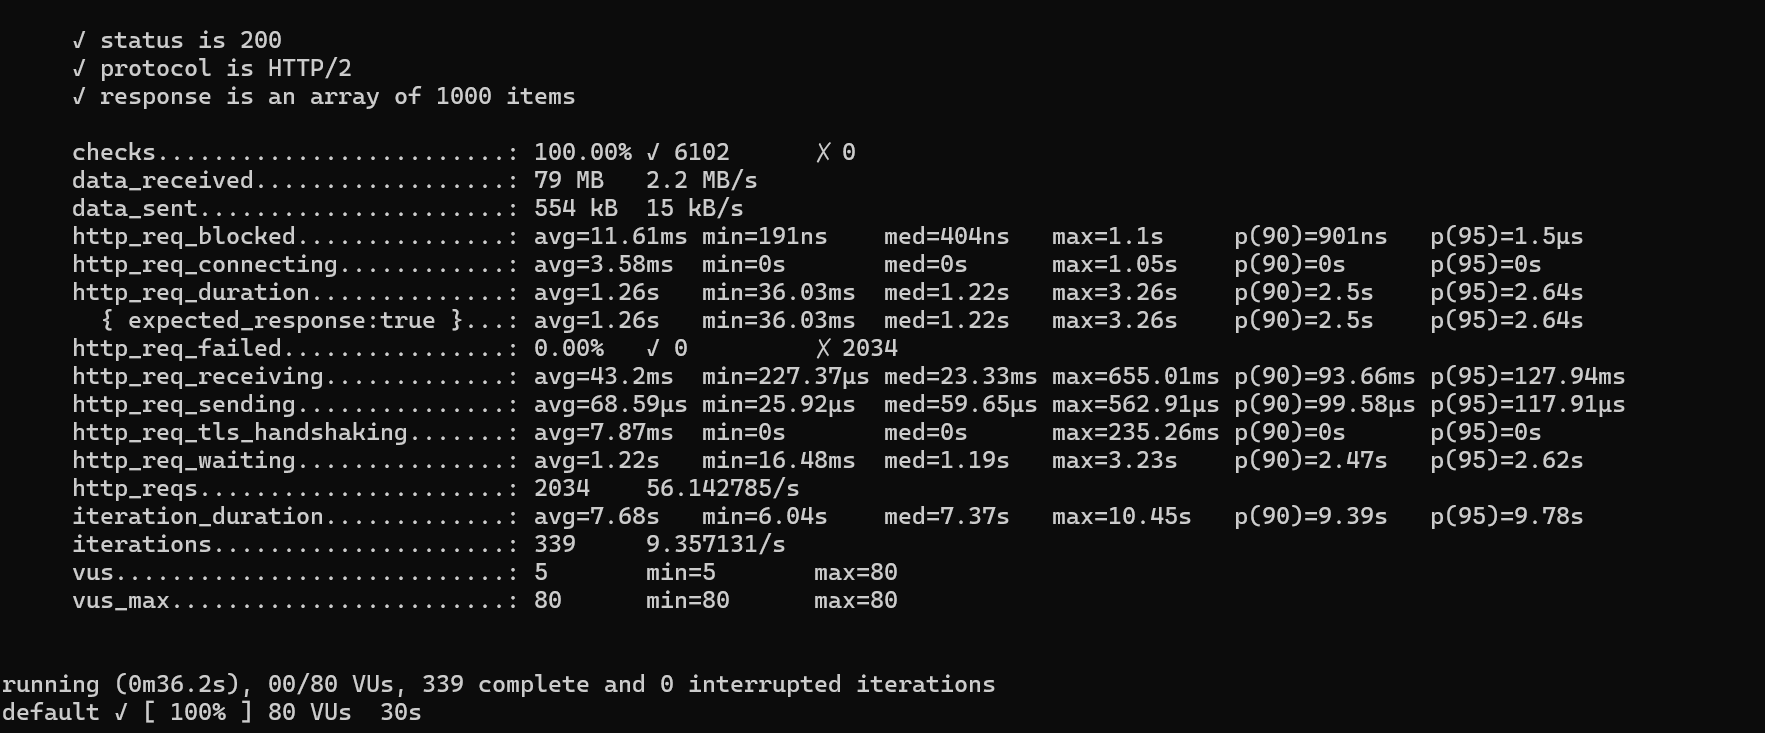 ✓ status is 200
✓ protocol is HTTP/2
✓ response is an array of 1000 items
checks.........................: 100.00% ✓ 6102 ✗ 0
data_received..................: 79 MB 2.2 MB/s
data_sent......................: 554 kB 15 kB/s
http_req_blocked...............: avg=11.61ms min=191ns med=404ns max=1.1s p(90)=901ns p(95)=1.5µs
http_req_connecting............: avg=3.58ms min=0s med=0s max=1.05s p(90)=0s p(95)=0s
http_req_duration..............: avg=1.26s min=36.03ms med=1.22s max=3.26s p(90)=2.5s p(95)=2.64s
{ expected_response:true }...: avg=1.26s min=36.03ms med=1.22s max=3.26s p(90)=2.5s p(95)=2.64s
http_req_failed................: 0.00% ✓ 0 ✗ 2034
http_req_receiving.............: avg=43.2ms min=227.37µs med=23.33ms max=655.01ms p(90)=93.66ms p(95)=127.94ms
http_req_sending...............: avg=68.59µs min=25.92µs med=59.65µs max=562.91µs p(90)=99.58µs p(95)=117.91µs
http_req_tls_handshaking.......: avg=7.87ms min=0s med=0s max=235.26ms p(90)=0s p(95)=0s
http_req_waiting...............: avg=1.22s min=16.48ms med=1.19s max=3.23s p(90)=2.47s p(95)=2.62s
http_reqs......................: 2034 56.142785/s
iteration_duration.............: avg=7.68s min=6.04s med=7.37s max=10.45s p(90)=9.39s p(95)=9.78s
iterations.....................: 339 9.357131/s
vus............................: 5 min=5 max=80
vus_max........................: 80 min=80 max=80
running (0m36.2s), 00/80 VUs, 339 complete and 0 interrupted iterations
default ✓ [ 100% ] 80 VUs 30s